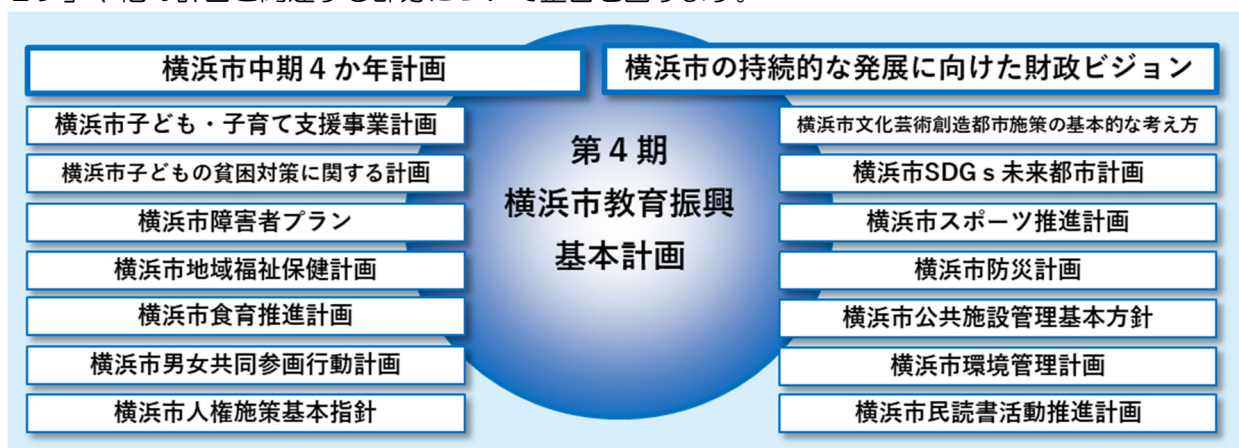 横浜市中期４か年計画
横浜市の持続的な発展に向けた財政ビジョン
横浜市子ども・子育て支援事業計画
横浜市子どもの貧困対策に関する計画
横浜市障害者プラン
横浜市地域福祉保健計画
横浜市食育推進計画
横浜市男女共同参画行動計画
横浜市人権施策基本指針
第４期
横浜市教育振興
基本計画
横浜市文化芸術創造都市施策の基本的な考え方
横浜市SDGｓ未来都市計画
横浜市スポーツ推進計画
横浜市防災計画
横浜市公共施設管理基本方針
横浜市環境管理計画
横浜市民読書活動推進計画